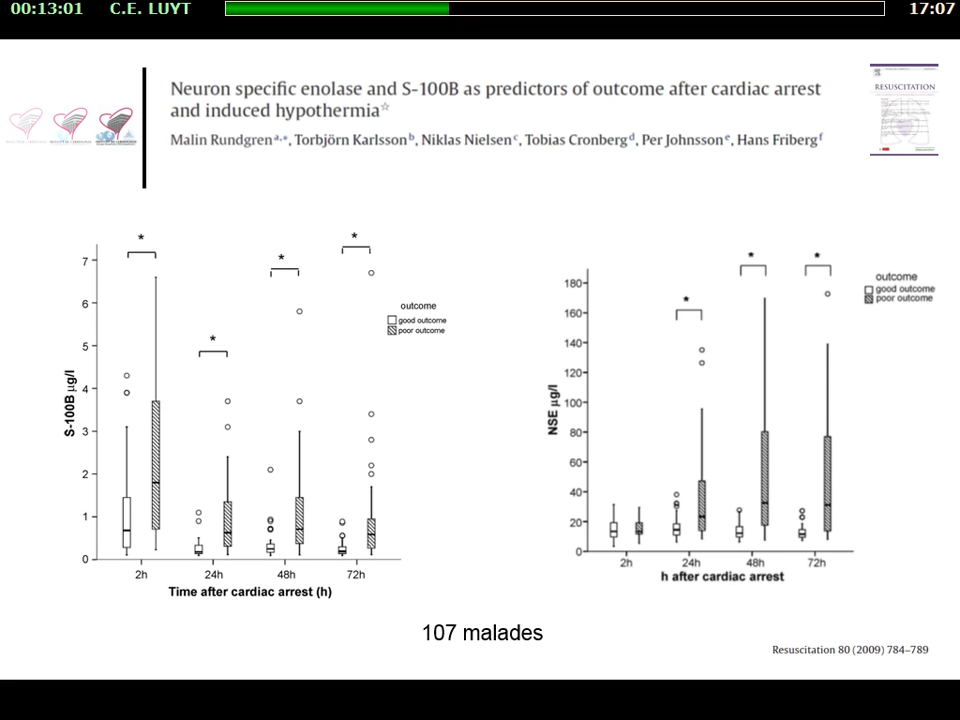 00:13:01 C.E. LUYT 17:07
Neuron specific enolase and S-100B as predictors of outcome after cardiac arrest
and induced hypothermia☆
Malin Rundgren a,*, Torbjörn Karlsson b, Niklas Nielsen c, Tobias Cronberg d, Per Johnsson e, Hans Friberg f
RESUSCITATION
*
*
*
*
7
6
5
4
3
2
1
0
S-100B µg/l
2h 24h 48h 72h
Time after cardiac arrest (h)
outcome
good outcome
poor outcome
*
*
*
180
160
140
120
100
80
60
40
20
0
NSE µg/l
2h 24h 48h 72h
h after cardiac arrest
outcome
good outcome
poor outcome
107 malades
Resuscitation 80 (2009) 784–789